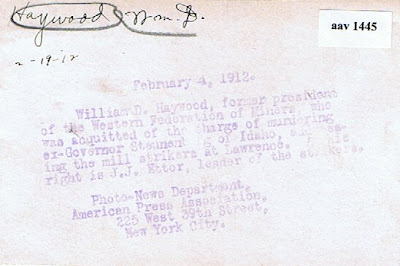 Haywood - Wm. D.
aav 1445
2-19-12
February 4, 1912.
William D. Haywood, former president
of the Western Federation of Miners, who
was acquitted of the charge of murdering
ex-Governor of Idaho,
ing the mill strikers at Lawrence.
right is J.J. Ettor, leader of the strikers.
Photo-News Department,
American Press Association,
225 West 39th Street,
New York City.